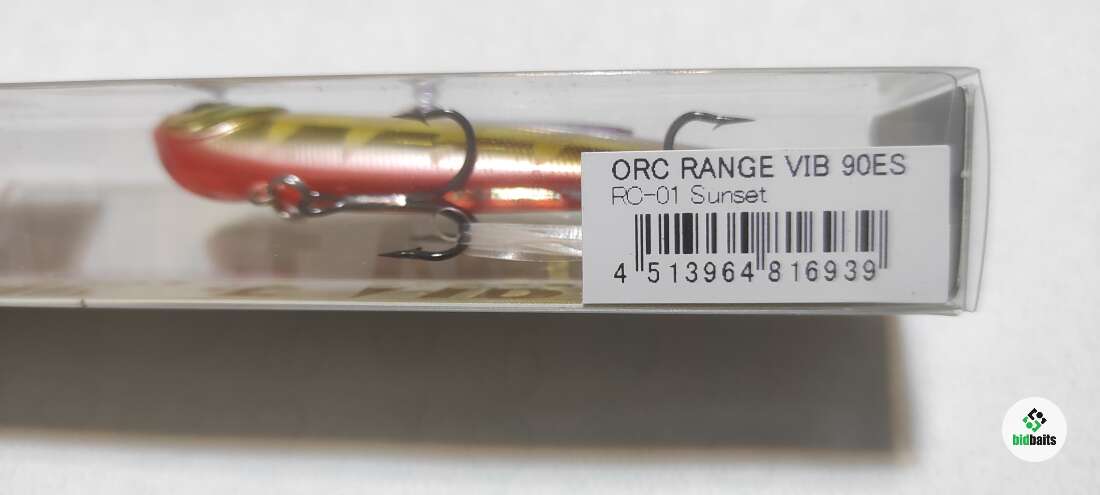 ORC RANGE VIB 90ES
RC-01 Sunset
4 513964 816939
bidbaits